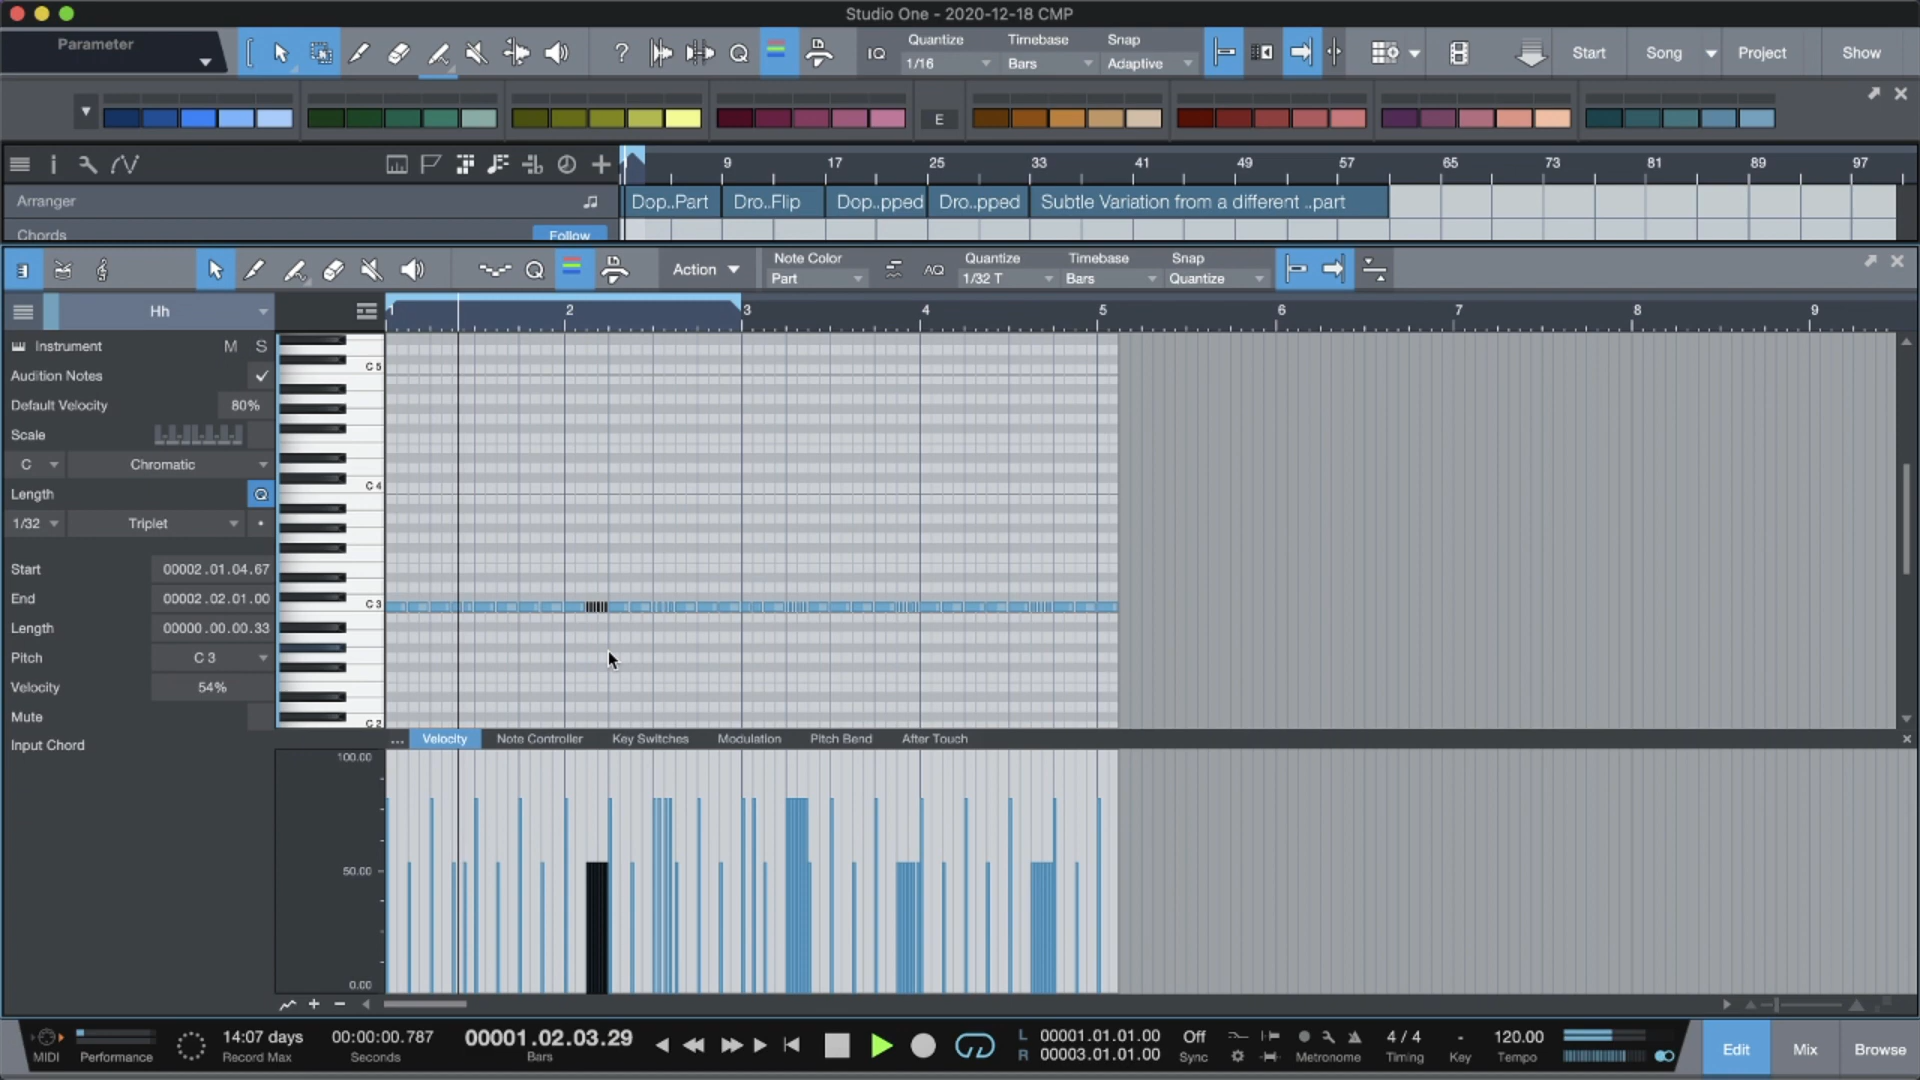 Studio One - 2020-12-18 CMP
Parameter
IQ
Quantize
1/16
Timebase
Bars
Snap
Adaptive
Start
Song
Project
Show
E
9 17 25 33 41 49 57 65 73 81 89 97
Arranger
Dop..Part
Dro..Flip
Dop..pped
Dro..pped
Subtle Variation from a different ..part
Chords
Follow
Action
Note Color
Part
AQ
Quantize
1/32 T
Timebase
Bars
Snap
Quantize
Hh
1 2 3 4 5 6 7 8 9
Instrument M S
Audition Notes
Default Velocity 80%
Scale
C Chromatic
Length Q
1/32 Triplet
Start 00002.01.04.67
End 00002.02.01.00
Length 00000.00.00.33
Pitch C 3
Velocity 54%
Mute
Input Chord
C 5
C 4
C 3
C 2
... Velocity Note Controller Key Switches Modulation Pitch Bend After Touch
100.00
50.00
0.00
MIDI
Performance
14:07 days
Record Max
00:00:00.787
Seconds
00001.02.03.29
Bars
L 00001.01.01.00
R 00003.01.01.00
Off
Sync
Metronome
4 / 4
Timing
-
Key
120.00
Tempo
Edit
Mix
Browse